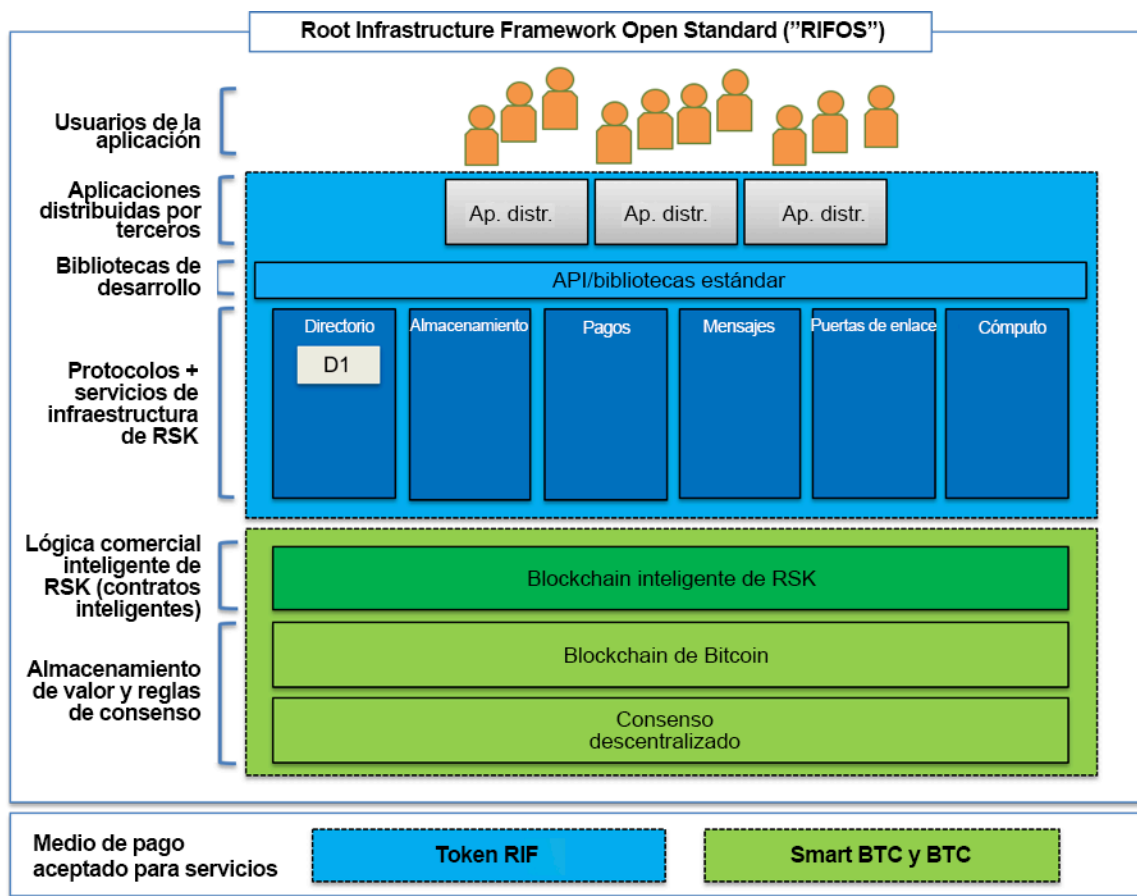 Root Infrastructure Framework Open Standard (”RIFOS”)
Usuarios de la
aplicación
Aplicaciones
distribuidas por
terceros
Ap. distr.
Ap. distr.
Ap. distr.
Bibliotecas de
desarrollo
API/bibliotecas estándar
Protocolos +
servicios de
infraestructura
de RSK
Directorio
D1
Almacenamiento
Pagos
Mensajes
Puertas de enlace
Cómputo
Lógica comercial
inteligente de
RSK (contratos
inteligentes)
Blockchain inteligente de RSK
Almacenamiento
de valor y reglas
de consenso
Blockchain de Bitcoin
Consenso
descentralizado
Medio de pago
aceptado para servicios
Token RIF
Smart BTC y BTC